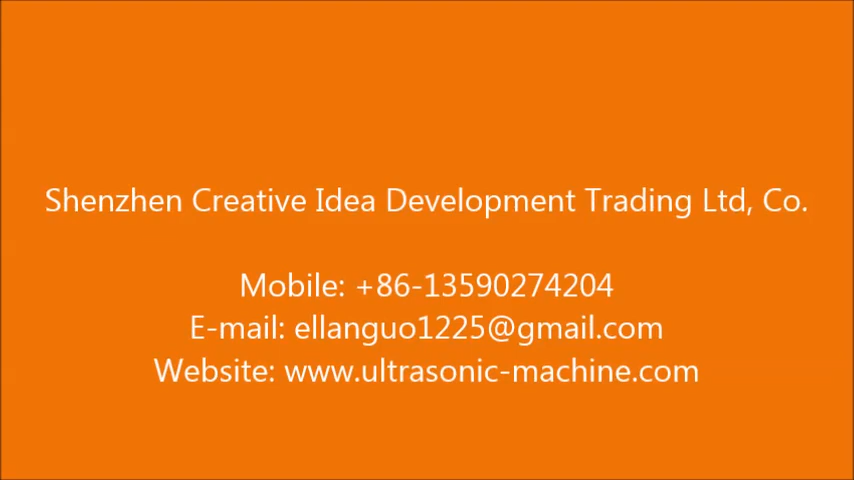 Shenzhen Creative Idea Development Trading Ltd, Co.
Mobile: +86-13590274204
E-mail: ellanguo1225@gmail.com
Website: www.ultrasonic-machine.com